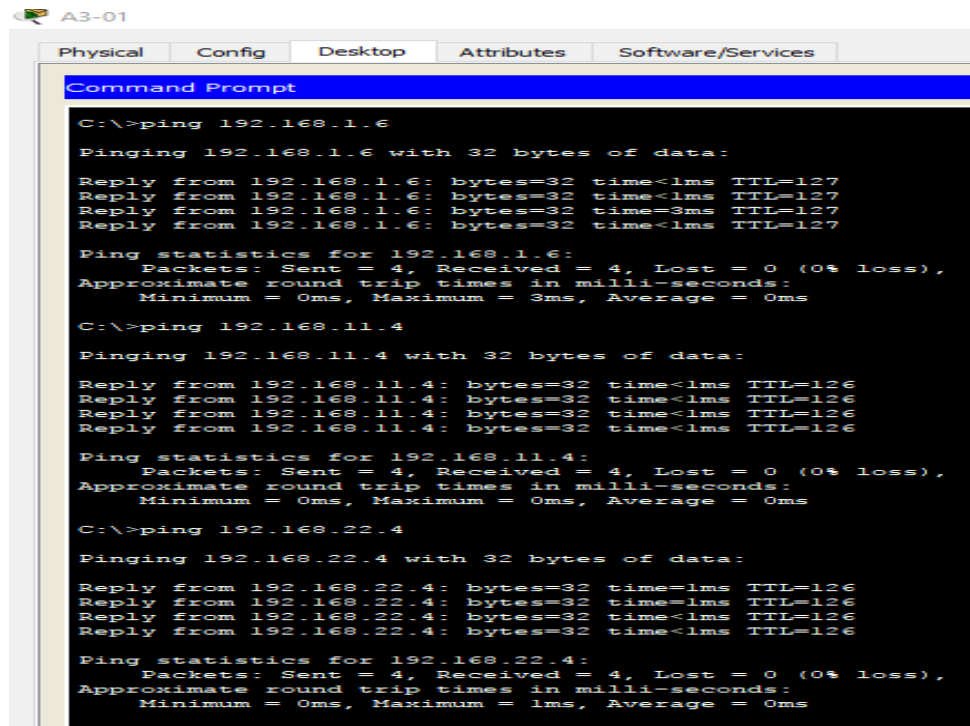 A3-01
Physical Config Desktop Attributes Software/Services
Command Prompt
C:\>ping 192.168.1.6
Pinging 192.168.1.6 with 32 bytes of data:
Reply from 192.168.1.6: bytes=32 time<1ms TTL=127
Reply from 192.168.1.6: bytes=32 time<1ms TTL=127
Reply from 192.168.1.6: bytes=32 time=3ms TTL=127
Reply from 192.168.1.6: bytes=32 time<1ms TTL=127
Ping statistics for 192.168.1.6:
Packets: Sent = 4, Received = 4, Lost = 0 (0% loss),
Approximate round trip times in milli-seconds:
Minimum = 0ms, Maximum = 3ms, Average = 0ms
C:\>ping 192.168.11.4
Pinging 192.168.11.4 with 32 bytes of data:
Reply from 192.168.11.4: bytes=32 time<1ms TTL=126
Reply from 192.168.11.4: bytes=32 time<1ms TTL=126
Reply from 192.168.11.4: bytes=32 time<1ms TTL=126
Reply from 192.168.11.4: bytes=32 time<1ms TTL=126
Ping statistics for 192.168.11.4:
Packets: Sent = 4, Received = 4, Lost = 0 (0% loss),
Approximate round trip times in milli-seconds:
Minimum = 0ms, Maximum = 0ms, Average = 0ms
C:\>ping 192.168.22.4
Pinging 192.168.22.4 with 32 bytes of data:
Reply from 192.168.22.4: bytes=32 time=1ms TTL=126
Reply from 192.168.22.4: bytes=32 time=1ms TTL=126
Reply from 192.168.22.4: bytes=32 time<1ms TTL=126
Reply from 192.168.22.4: bytes=32 time<1ms TTL=126
Ping statistics for 192.168.22.4:
Packets: Sent = 4, Received = 4, Lost = 0 (0% loss),
Approximate round trip times in milli-seconds:
Minimum = 0ms, Maximum = 1ms, Average = 0ms